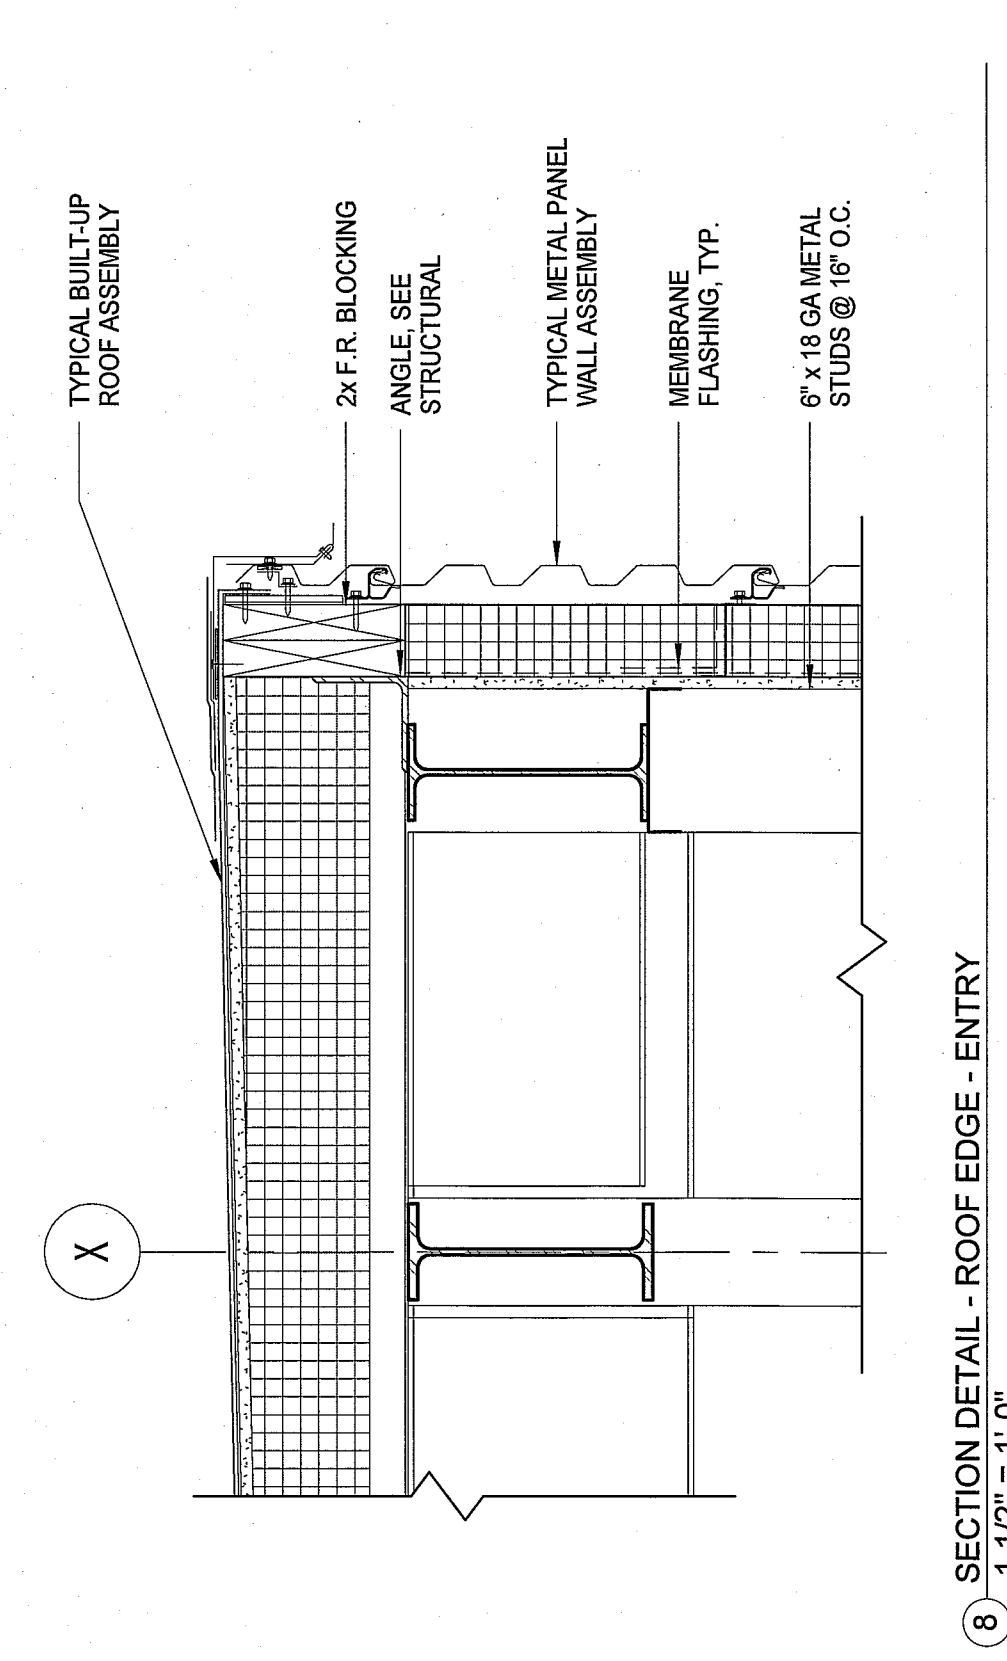 TYPICAL BUILT-UP
ROOF ASSEMBLY
2x F.R. BLOCKING
ANGLE, SEE
STRUCTURAL
TYPICAL METAL PANEL
WALL ASSEMBLY
MEMBRANE
FLASHING, TYP.
6" x 18 GA METAL
STUDS @ 16" O.C.
X
8 SECTION DETAIL - ROOF EDGE - ENTRY
1 1/2" = 1'-0"